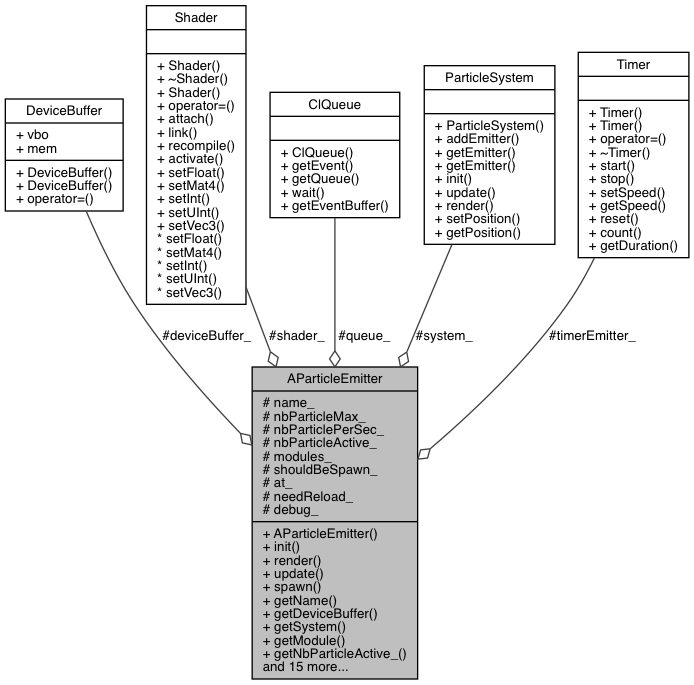 DeviceBuffer
+ vbo
+ mem
+ DeviceBuffer()
+ DeviceBuffer()
+ operator=()
Shader
+ Shader()
+ ~Shader()
+ Shader()
+ operator=()
+ attach()
+ link()
+ recompile()
+ activate()
+ setFloat()
+ setMat4()
+ setInt()
+ setUInt()
+ setVec3()
* setFloat()
* setMat4()
* setInt()
* setUInt()
* setVec3()
ClQueue
+ ClQueue()
+ getEvent()
+ getQueue()
+ wait()
+ getEventBuffer()
ParticleSystem
+ ParticleSystem()
+ addEmitter()
+ getEmitter()
+ getEmitter()
+ init()
+ update()
+ render()
+ setPosition()
+ getPosition()
Timer
+ Timer()
+ Timer()
+ operator=()
+ ~Timer()
+ start()
+ stop()
+ setSpeed()
+ getSpeed()
+ reset()
+ count()
+ getDuration()
#deviceBuffer_
#shader_
#queue_
#system_
#timerEmitter_
AParticleEmitter
# name_
# nbParticleMax_
# nbParticlePerSec_
# nbParticleActive_
# modules_
# shouldBeSpawn_
# at_
# needReload_
# debug_
+ AParticleEmitter()
+ init()
+ render()
+ update()
+ spawn()
+ getName()
+ getDeviceBuffer()
+ getSystem()
+ getModule()
+ getNbParticleActive_()
and 15 more...